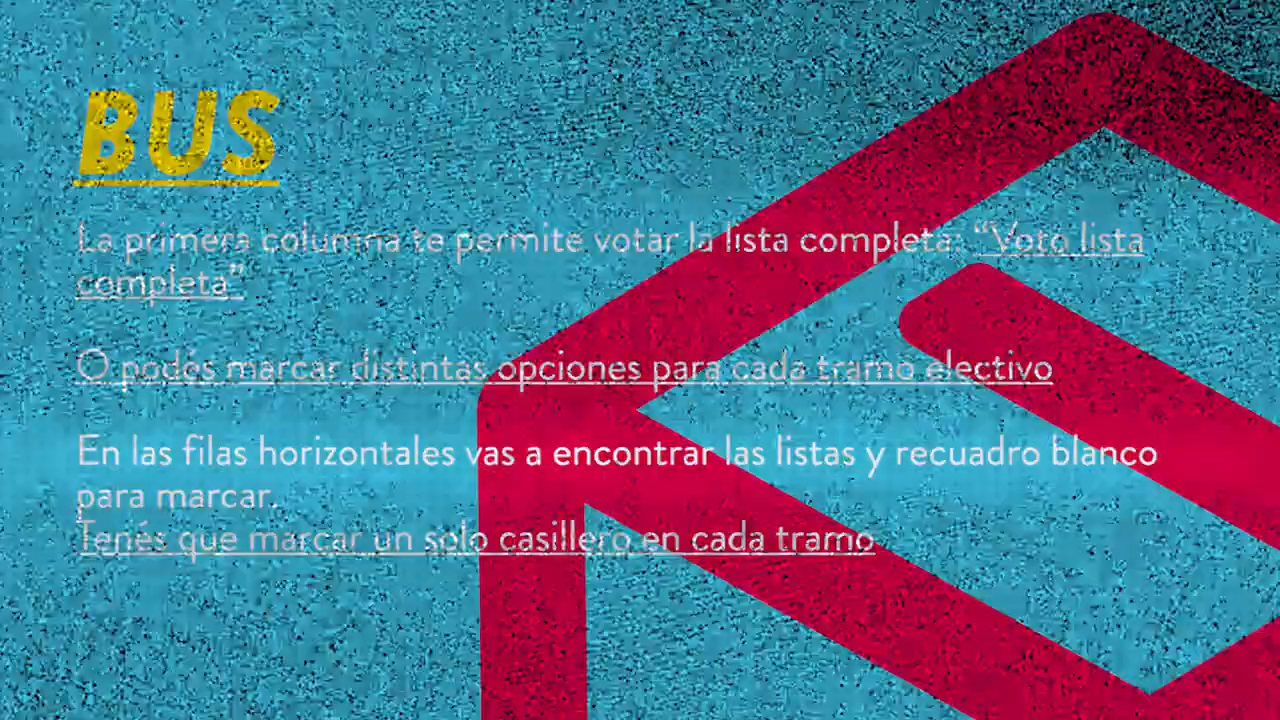 BUS
La primera columna te permite votar la lista completa: “Voto lista
completa”
O podés marcar distintas opciones para cada tramo electivo
En las filas horizontales vas a encontrar las listas y recuadro blanco
para marcar.
Tenés que marcar un solo casillero en cada tramo